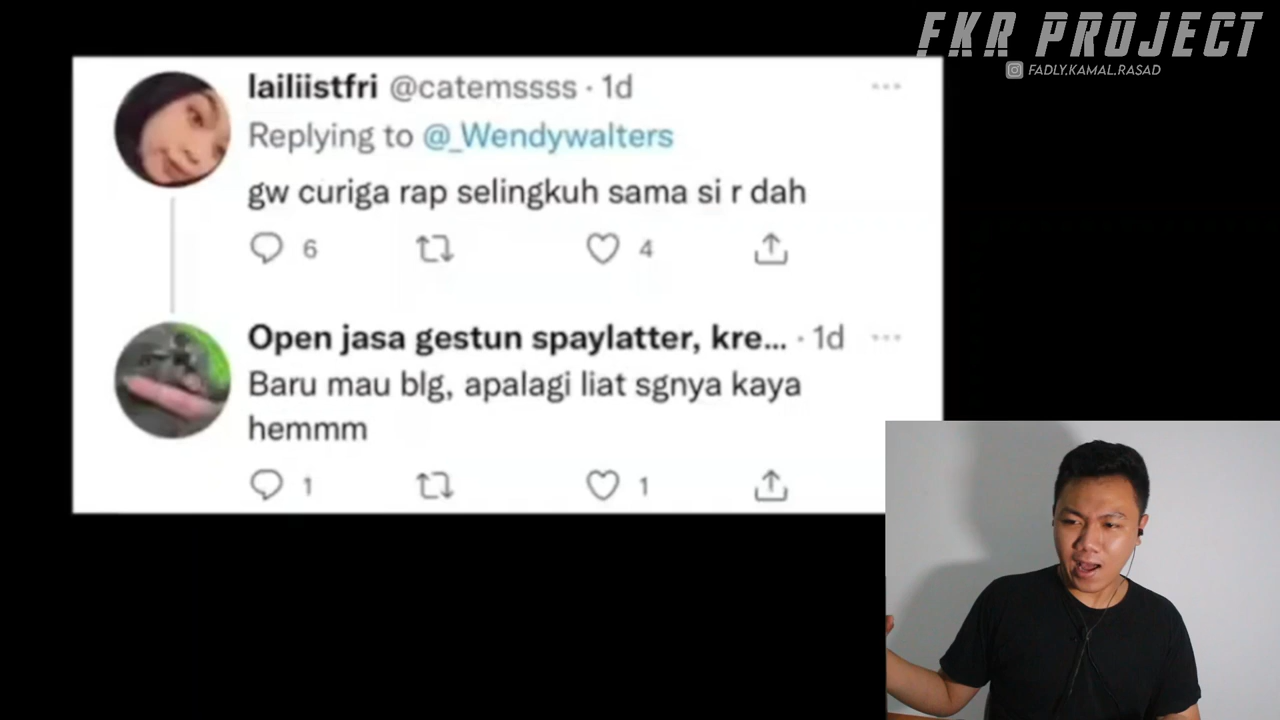 FKR PROJECT
FADLY.KAMAL.RASAD
lailiistfri @catemssss · 1d
Replying to @_Wendywalters
gw curiga rap selingkuh sama si r dah
6 4
Open jasa gestun spaylatter, kre... · 1d
Baru mau blg, apalagi liat sgnya kaya
hemmm
1 1